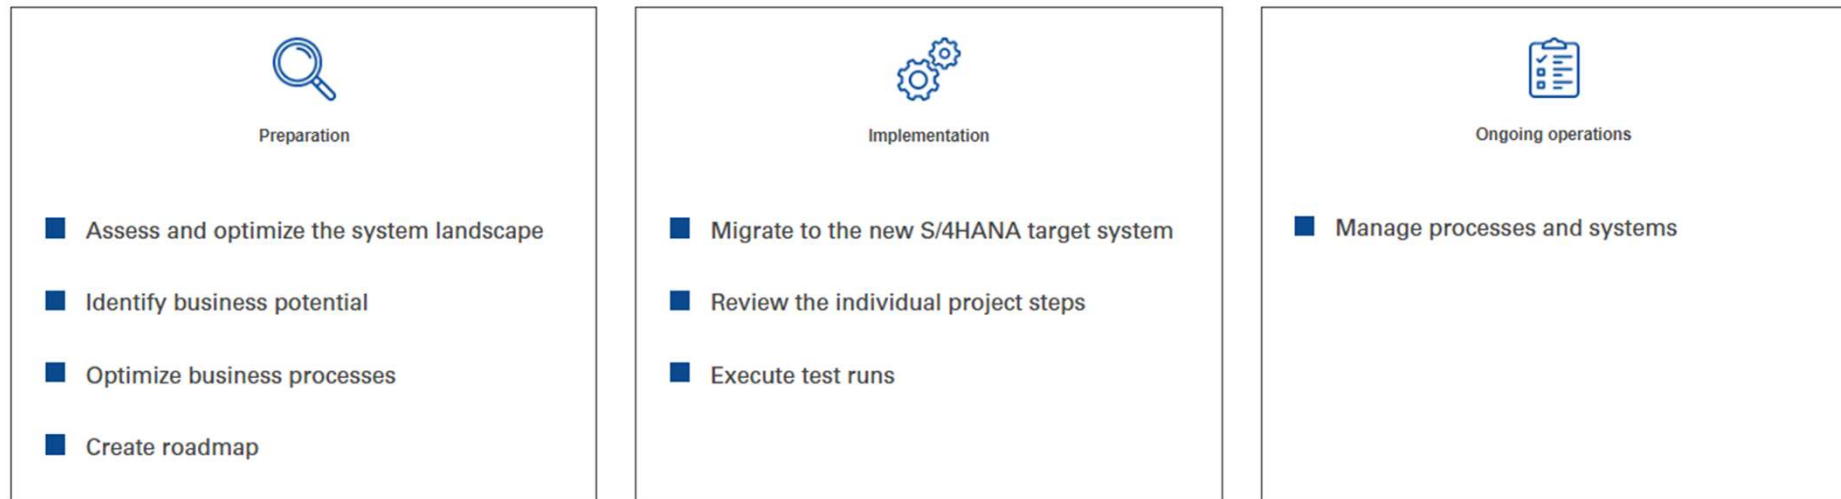 Preparation
Assess and optimize the system landscape
Identify business potential
Optimize business processes
Create roadmap
Implementation
Migrate to the new S/4HANA target system
Review the individual project steps
Execute test runs
Ongoing operations
Manage processes and systems